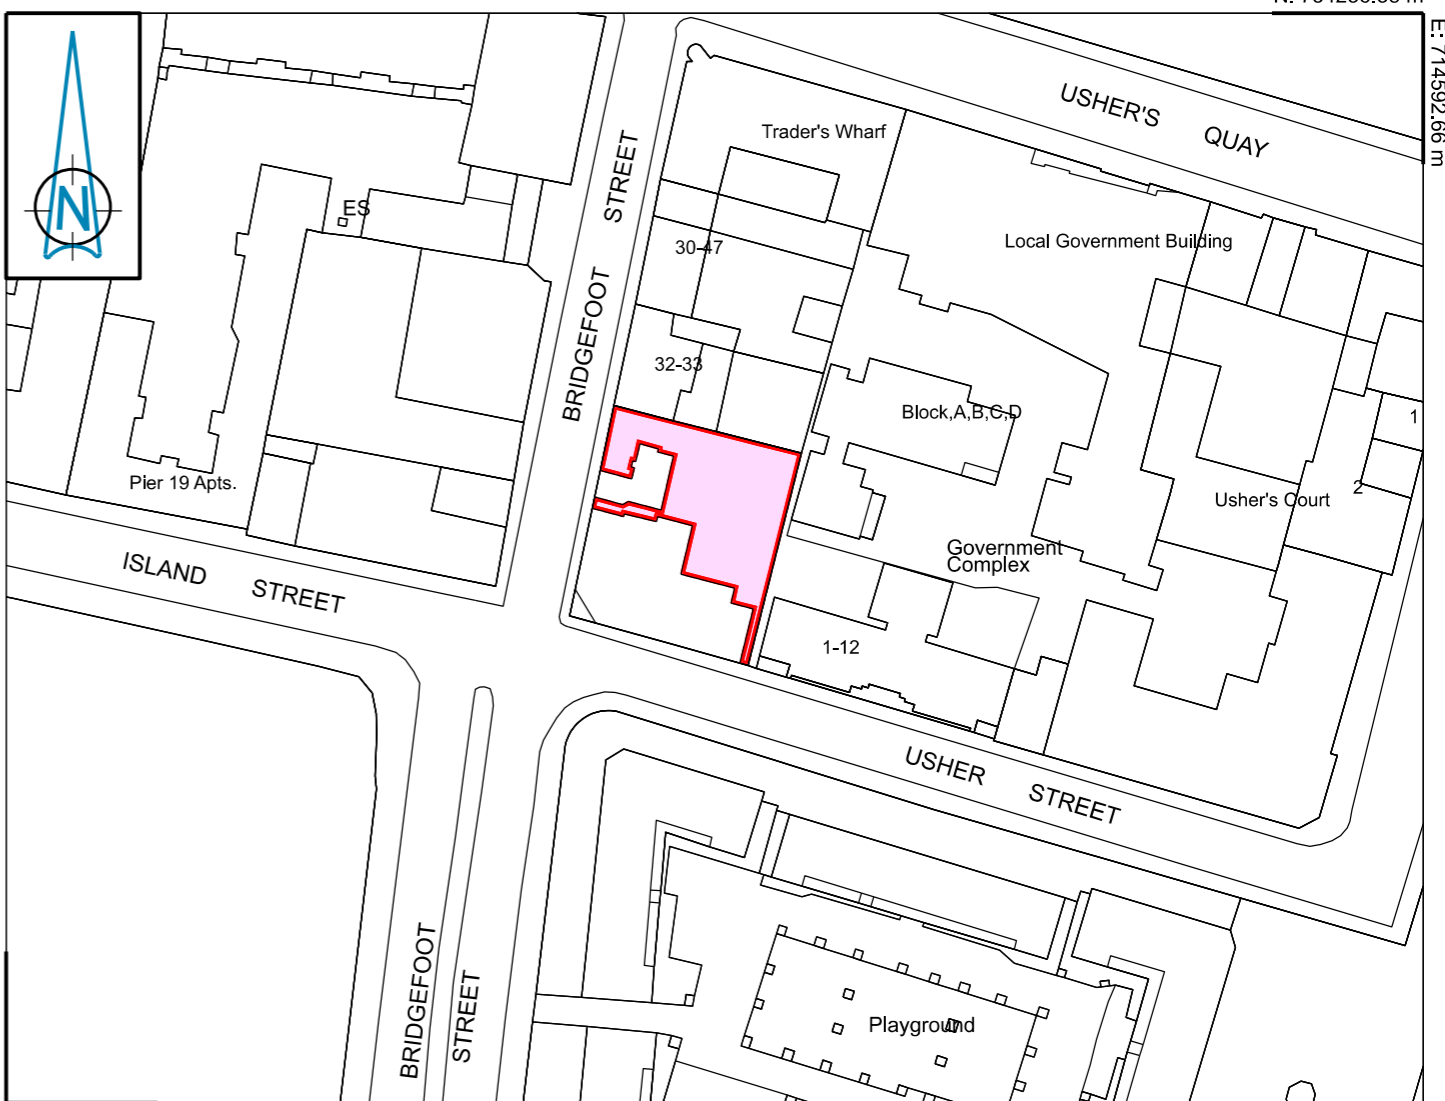 E: 714592.66 m
N
USHER'S QUAY
Trader's Wharf
STREET
BRIDGEFOOT
ES
30-47
Local Government Building
32-33
Block,A,B,C,D
1
2
Pier 19 Apts.
Usher's Court
Government
Complex
ISLAND STREET
1-12
USHER STREET
BRIDGEFOOT
STREET
Playground